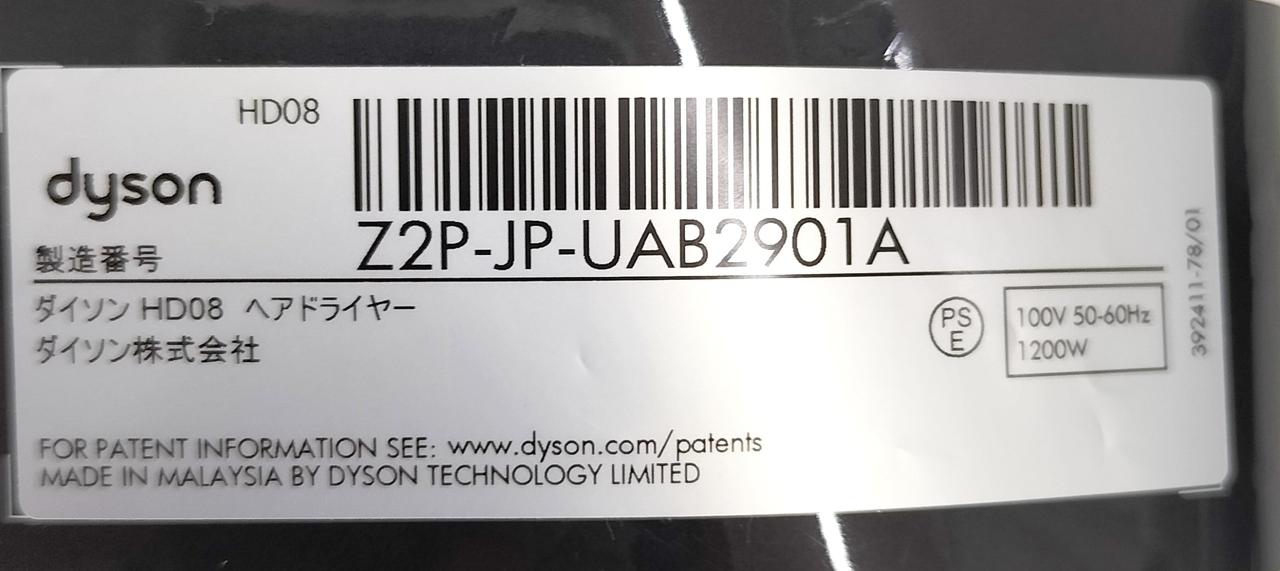 HD08
dyson
製造番号
Z2P-JP-UAB2901A
ダイソン HD08 ヘアドライヤー
ダイソン株式会社
PS
E
100V 50-60Hz
1200W
392411-78/01
FOR PATENT INFORMATION SEE: www.dyson.com/patents
MADE IN MALAYSIA BY DYSON TECHNOLOGY LIMITED